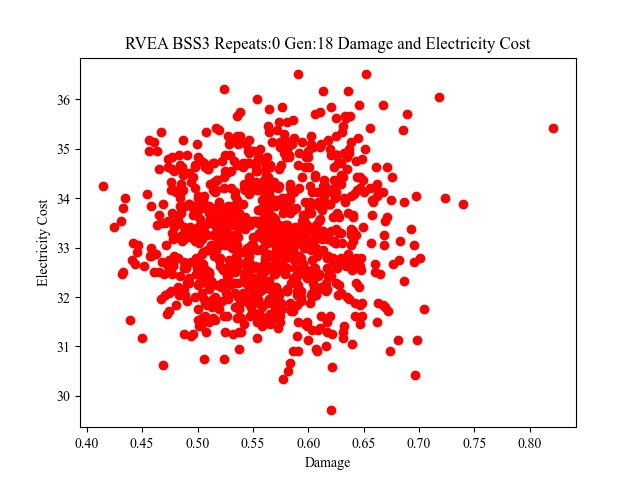 RVEA BSS3 Repeats:0 Gen:18 Damage and Electricity Cost
36
35
34
33
32
31
30
Electricity Cost
0.40 0.45 0.50 0.55 0.60 0.65 0.70 0.75 0.80
Damage